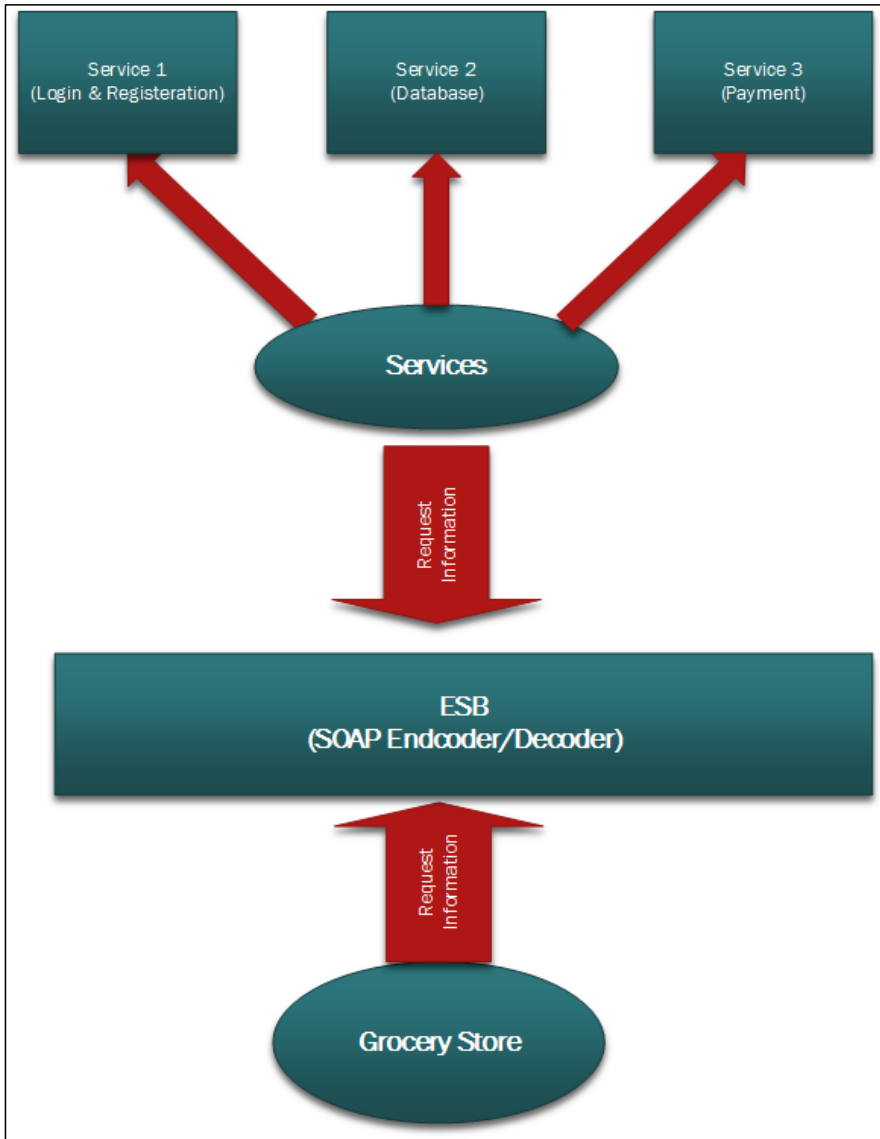 Service 1
(Login & Registeration)
Service 2
(Database)
Service 3
(Payment)
Services
Request
Information
ESB
(SOAP Endcoder/Decoder)
Request
Information
Grocery Store